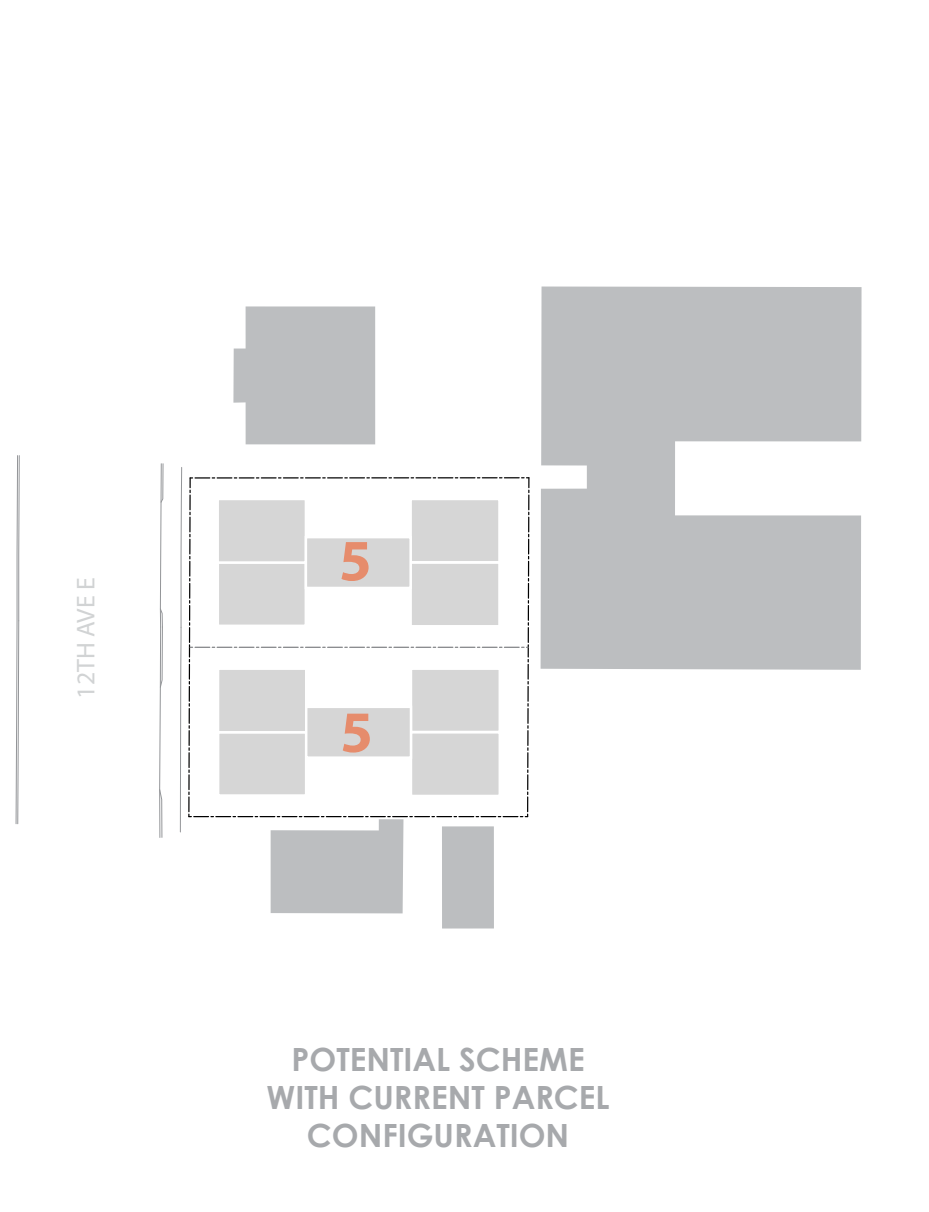 5
12TH AVE E
5
POTENTIAL SCHEME
WITH CURRENT PARCEL
CONFIGURATION